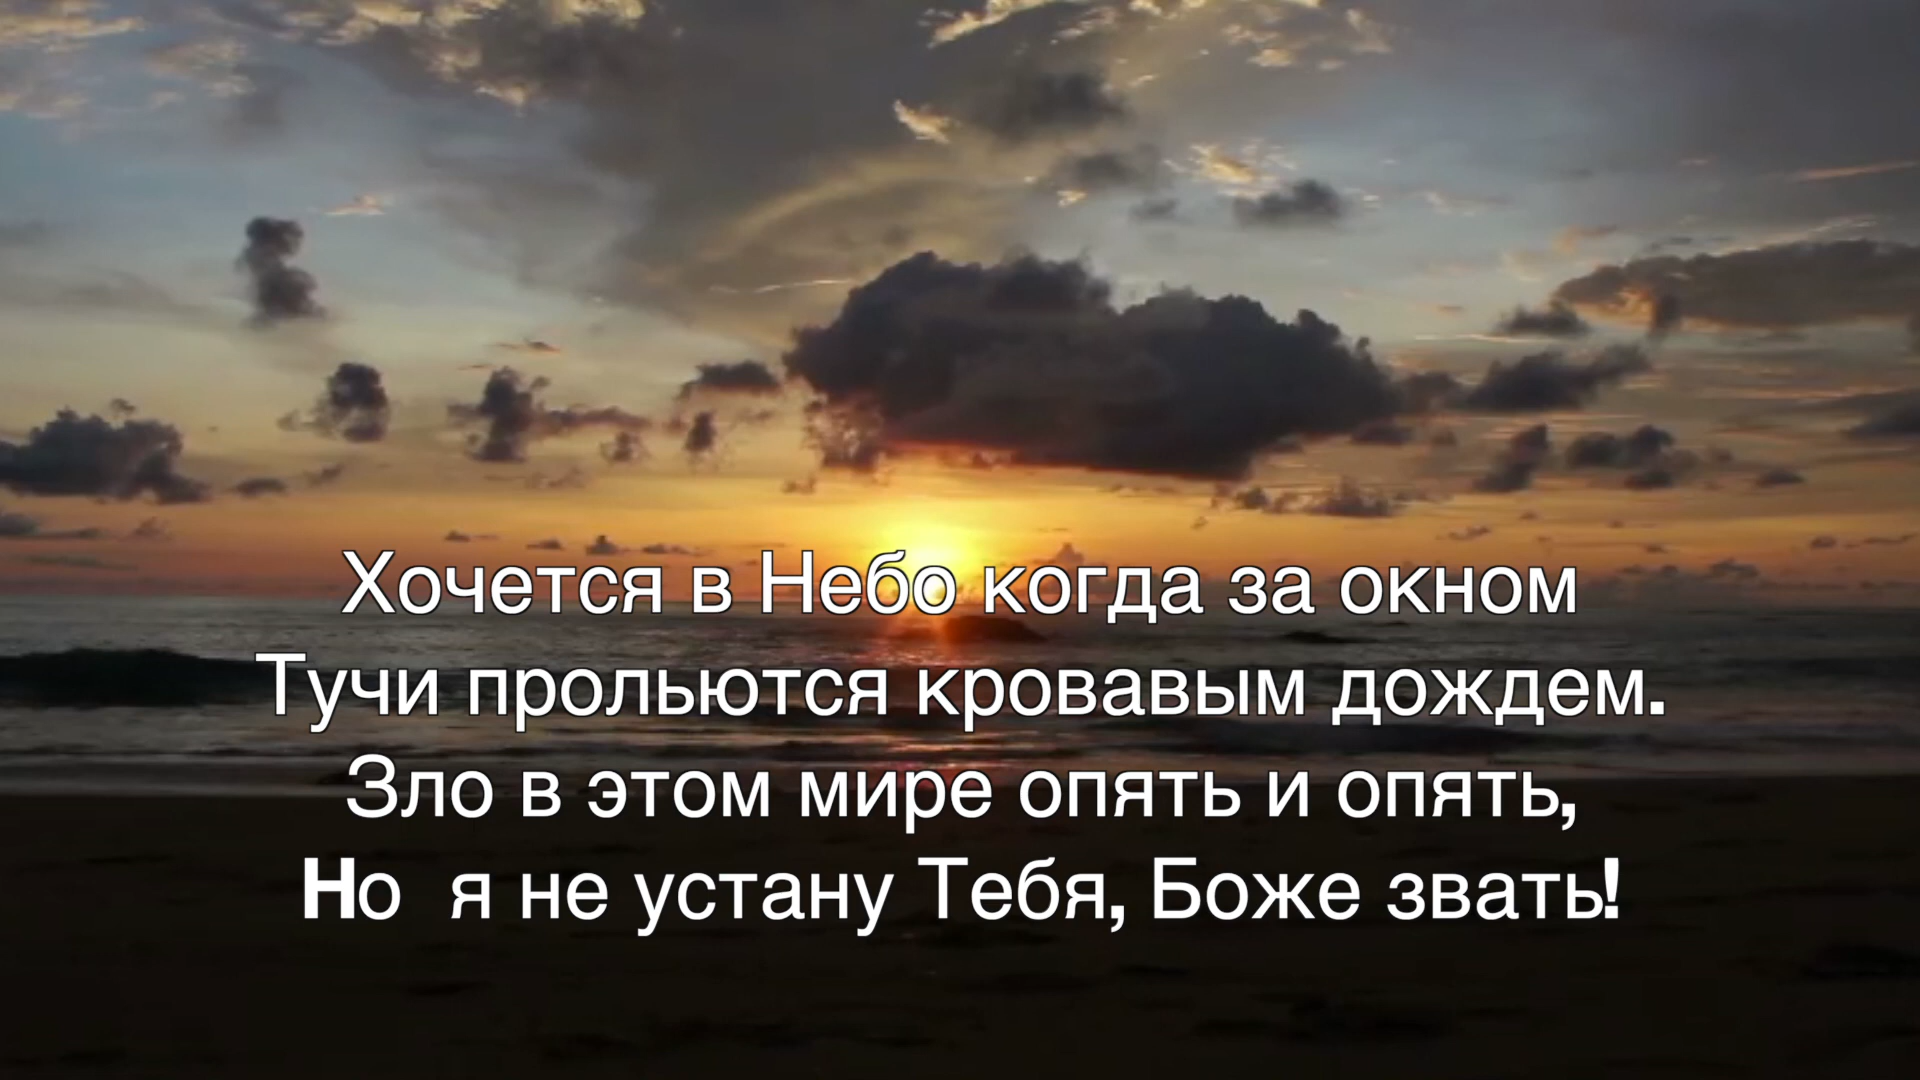 Хочется в Небо когда за окном
Тучи прольются кровавым дождем.
Зло в этом мире опять и опять,
Но  я не устану Тебя, Боже звать!